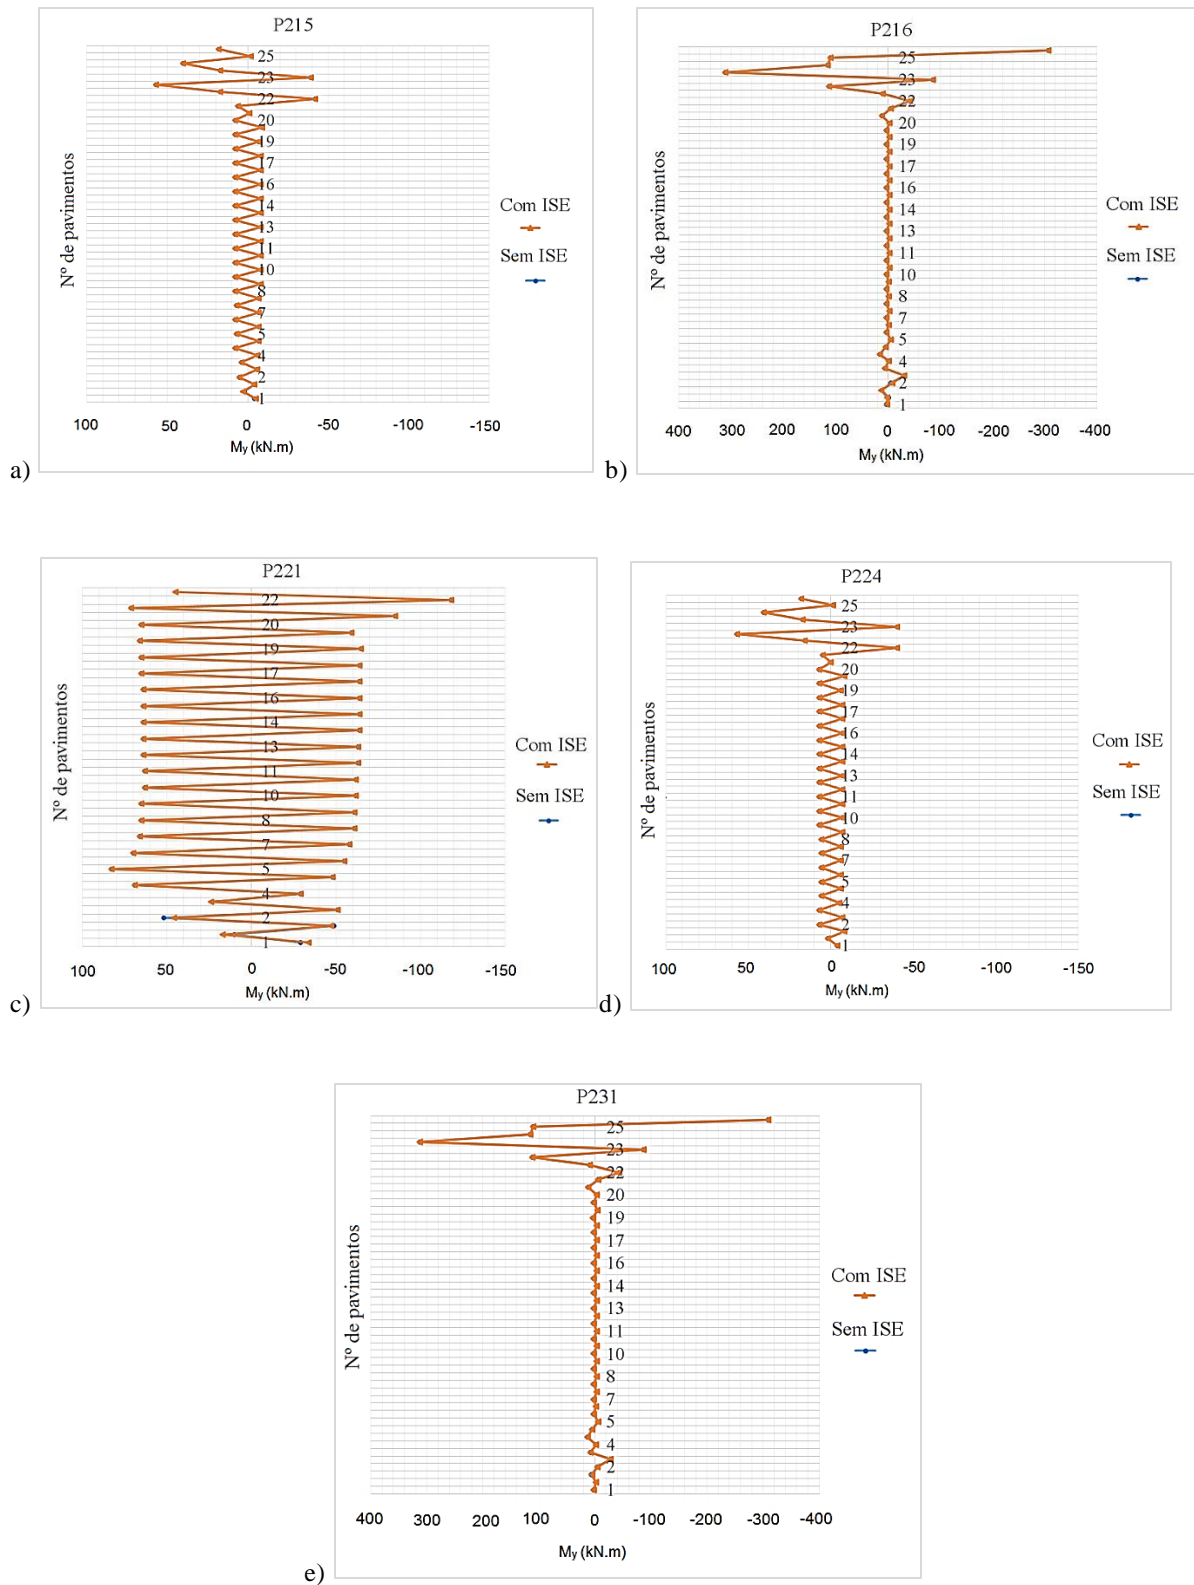 P215
25
23
22
20
19
17
16
14
13
11
10
8
7
5
4
2
1
Nº de pavimentos
100 50 0 -50 -100 -150
My (kN.m)
Com ISE
Sem ISE
a)
P216
25
23
22
20
19
17
16
14
13
11
10
8
7
5
4
2
1
Nº de pavimentos
400 300 200 100 0 -100 -200 -300 -400
My (kN.m)
Com ISE
Sem ISE
b)
P221
22
20
19
17
16
14
13
11
10
8
7
5
4
2
1
Nº de pavimentos
100 50 0 -50 -100 -150
My (kN.m)
Com ISE
Sem ISE
c)
P224
25
23
22
20
19
17
16
14
13
11
10
8
7
5
4
2
1
Nº de pavimentos
100 50 0 -50 -100 -150
My (kN.m)
Com ISE
Sem ISE
d)
P231
25
23
22
20
19
17
16
14
13
11
10
8
7
5
4
2
1
Nº de pavimentos
400 300 200 100 0 -100 -200 -300 -400
My (kN.m)
Com ISE
Sem ISE
e)